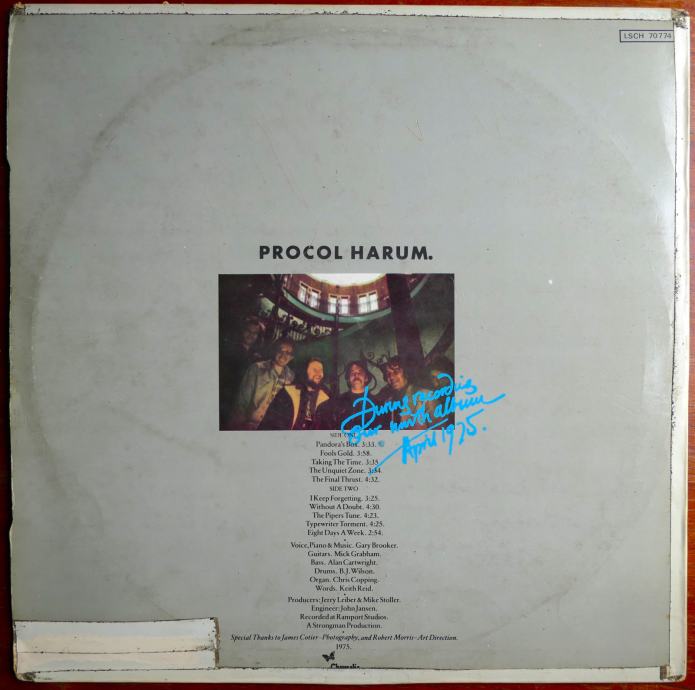 LSCH 70774
PROCOL HARUM.
During recording
our ninth album
April 1975.
SIDE ONE
Pandora's Box. 3:33.
Fools Gold. 3:58.
Taking The Time. 3:35
The Unquiet Zone. 3:34
The Final Thrust. 4:32.
SIDE TWO
I Keep Forgetting. 3:25.
Without A Doubt. 4:30.
The Pipers Tune. 4:23.
Typewriter Torment. 4:25.
Eight Days A Week. 2:54.
Voice, Piano & Music. Gary Brooker.
Guitars. Mick Grabham.
Bass. Alan Cartwright.
Drums. B.J. Wilson.
Organ. Chris Copping.
Words. Keith Reid.
Producers: Jerry Leiber & Mike Stoller.
Engineer: John Jansen.
Recorded at Ramport Studios.
A Strongman Production.
Special Thanks to James Cotier-Photography, and Robert Morris-Art Direction.
1975.
Chrysalis